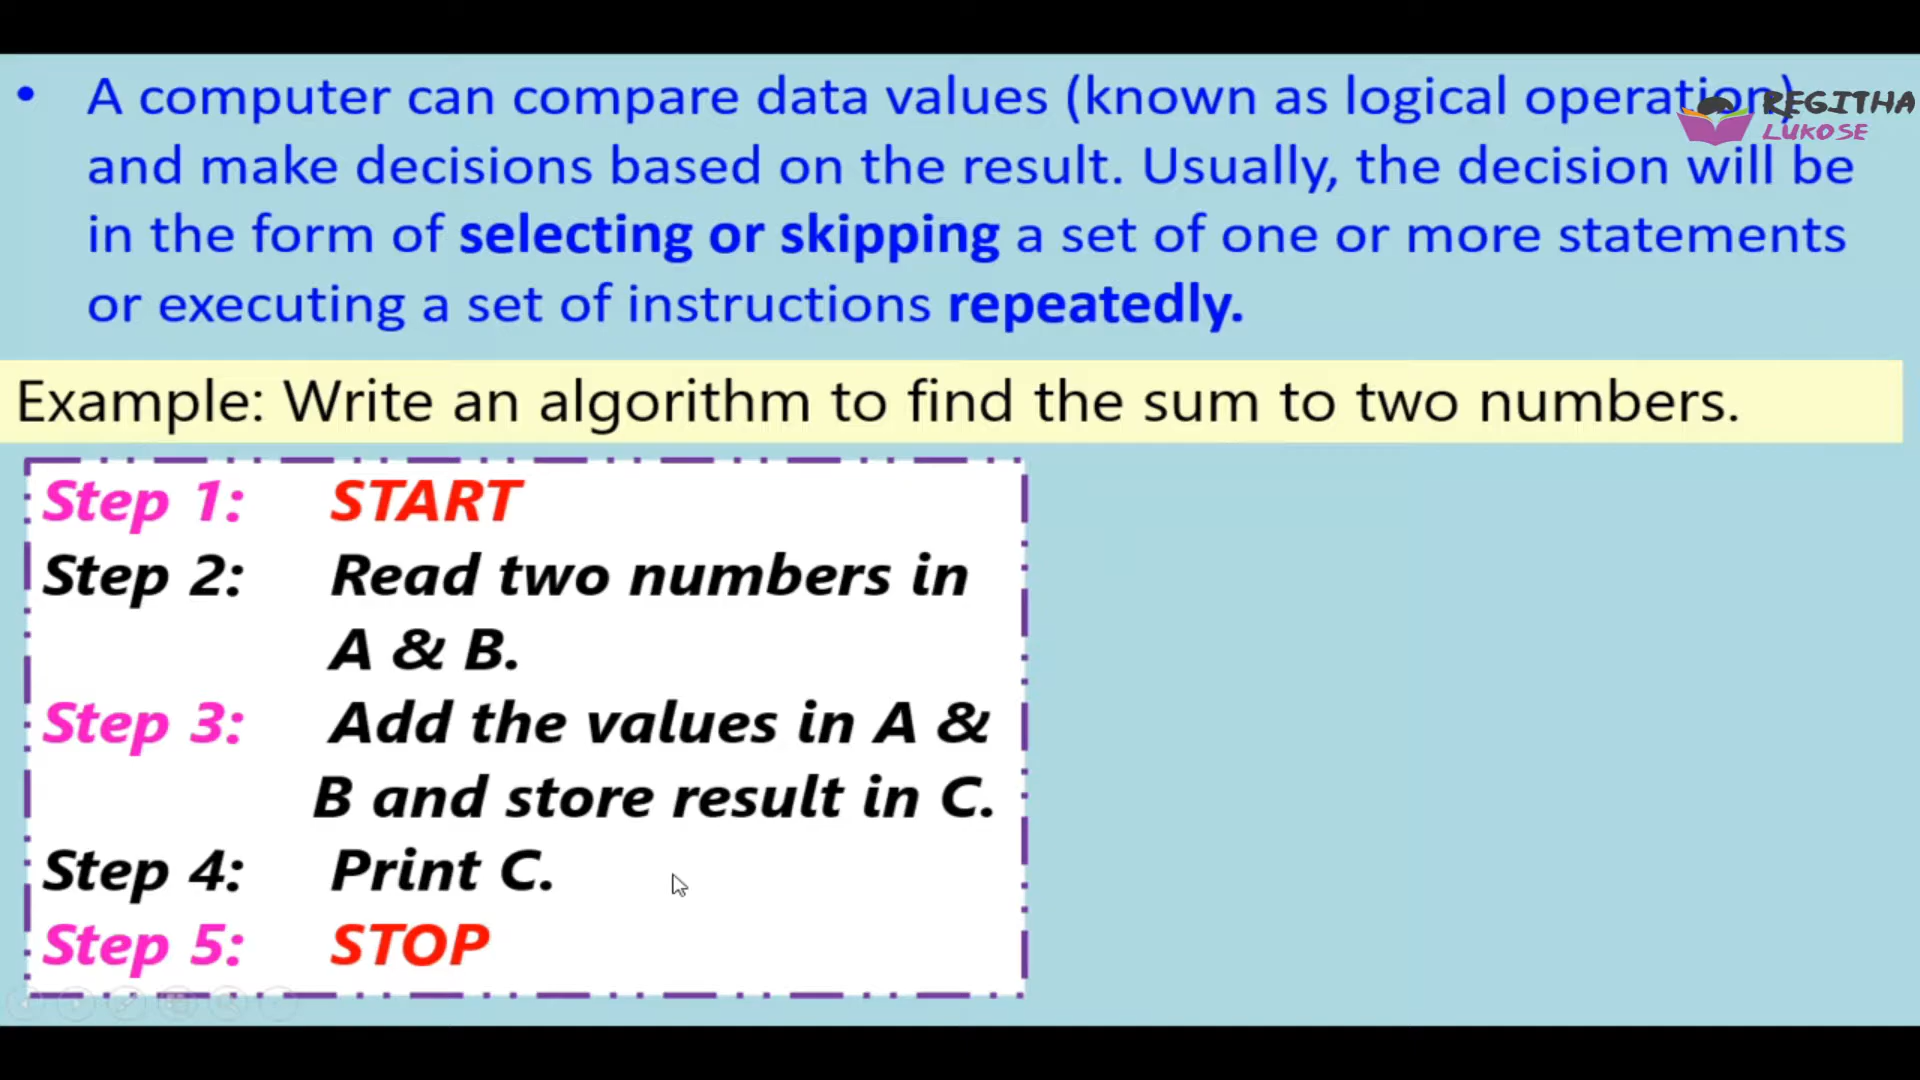 • A computer can compare data values (known as logical operation)
and make decisions based on the result. Usually, the decision will be
in the form of selecting or skipping a set of one or more statements
or executing a set of instructions repeatedly.
REGITHA
LUKOSE
Example: Write an algorithm to find the sum to two numbers.
Step 1: START
Step 2: Read two numbers in
A & B.
Step 3: Add the values in A &
B and store result in C.
Step 4: Print C.
Step 5: STOP